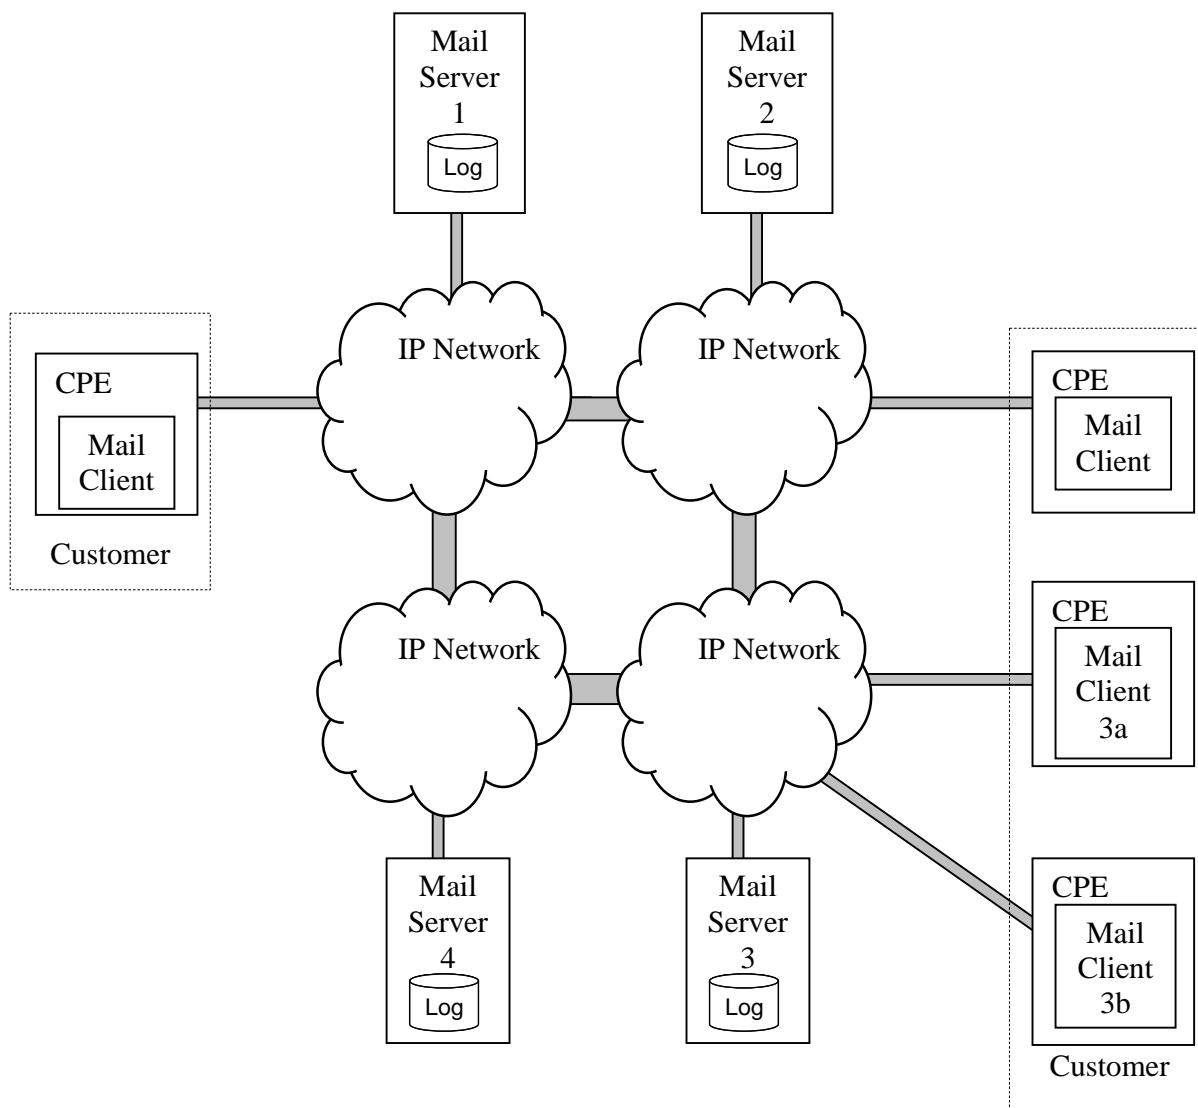 Mail
Server
1
Log
Mail
Server
2
Log
IP Network
IP Network
CPE
Mail
Client
Customer
CPE
Mail
Client
IP Network
IP Network
CPE
Mail
Client
3a
Mail
Server
4
Log
Mail
Server
3
Log
CPE
Mail
Client
3b
Customer